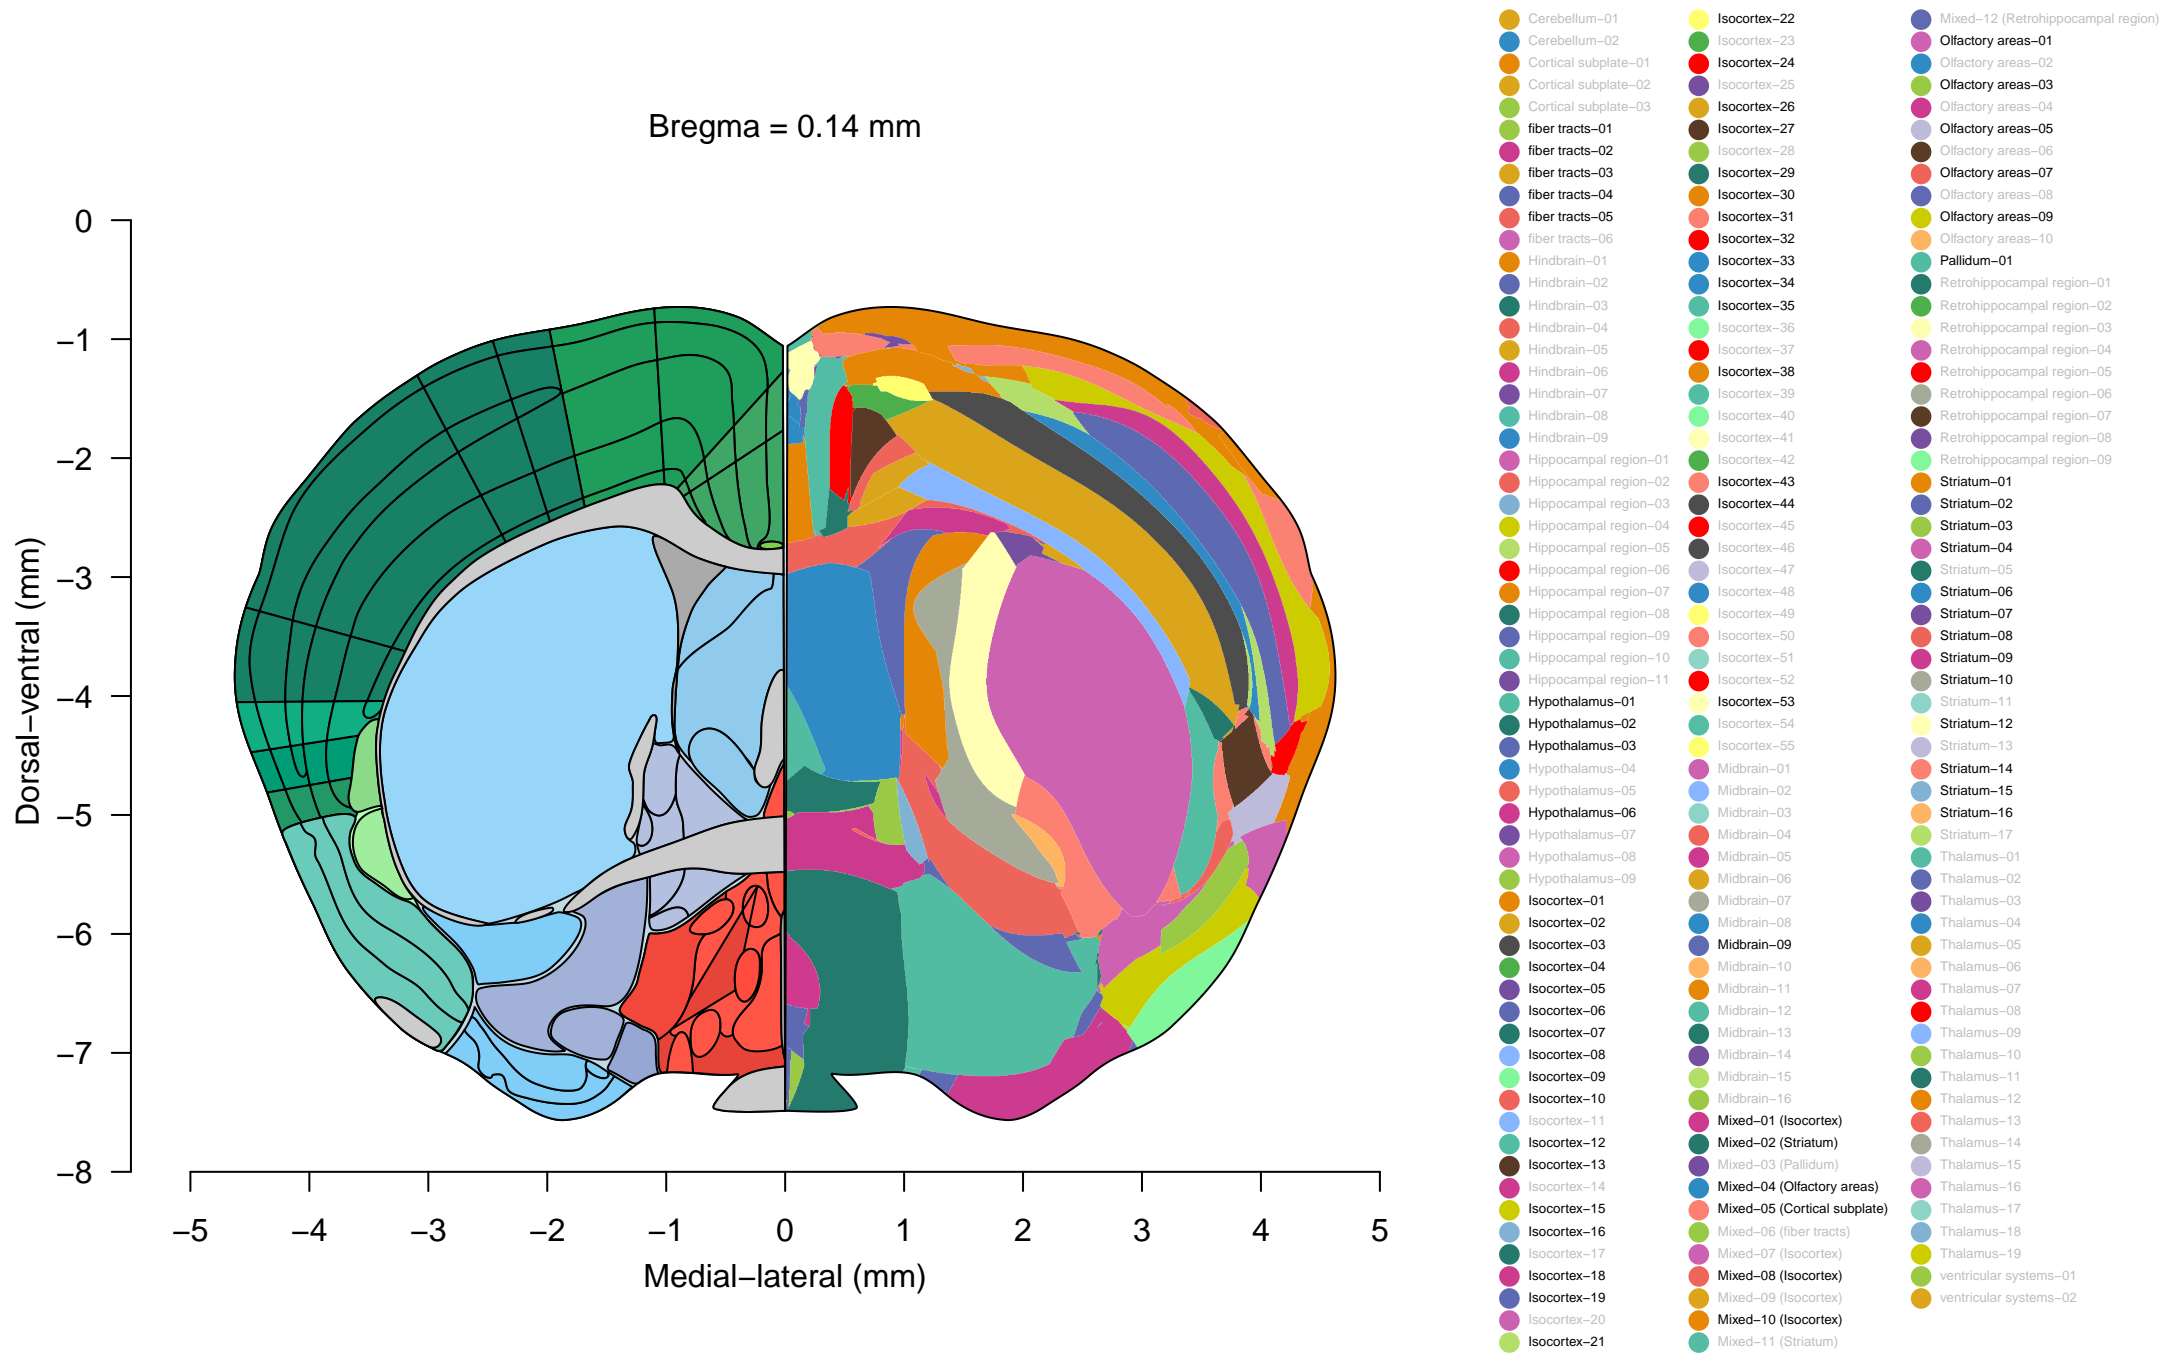 Bregma = 0.14 mm
Dorsal−ventral (mm)
0
−1
−2
−3
−4
−5
−6
−7
−8
−5 −4 −3 −2 −1 0 1 2 3 4 5
Medial−lateral (mm)
Cerebellum−01
Cerebellum−02
Cortical subplate−01
Cortical subplate−02
Cortical subplate−03
fiber tracts−01
fiber tracts−02
fiber tracts−03
fiber tracts−04
fiber tracts−05
fiber tracts−06
Hindbrain−01
Hindbrain−02
Hindbrain−03
Hindbrain−04
Hindbrain−05
Hindbrain−06
Hindbrain−07
Hindbrain−08
Hindbrain−09
Hippocampal region−01
Hippocampal region−02
Hippocampal region−03
Hippocampal region−04
Hippocampal region−05
Hippocampal region−06
Hippocampal region−07
Hippocampal region−08
Hippocampal region−09
Hippocampal region−10
Hippocampal region−11
Hypothalamus−01
Hypothalamus−02
Hypothalamus−03
Hypothalamus−04
Hypothalamus−05
Hypothalamus−06
Hypothalamus−07
Hypothalamus−08
Hypothalamus−09
Isocortex−01
Isocortex−02
Isocortex−03
Isocortex−04
Isocortex−05
Isocortex−06
Isocortex−07
Isocortex−08
Isocortex−09
Isocortex−10
Isocortex−11
Isocortex−12
Isocortex−13
Isocortex−14
Isocortex−15
Isocortex−16
Isocortex−17
Isocortex−18
Isocortex−19
Isocortex−20
Isocortex−21
Isocortex−22
Isocortex−23
Isocortex−24
Isocortex−25
Isocortex−26
Isocortex−27
Isocortex−28
Isocortex−29
Isocortex−30
Isocortex−31
Isocortex−32
Isocortex−33
Isocortex−34
Isocortex−35
Isocortex−36
Isocortex−37
Isocortex−38
Isocortex−39
Isocortex−40
Isocortex−41
Isocortex−42
Isocortex−43
Isocortex−44
Isocortex−45
Isocortex−46
Isocortex−47
Isocortex−48
Isocortex−49
Isocortex−50
Isocortex−51
Isocortex−52
Isocortex−53
Isocortex−54
Isocortex−55
Midbrain−01
Midbrain−02
Midbrain−03
Midbrain−04
Midbrain−05
Midbrain−06
Midbrain−07
Midbrain−08
Midbrain−09
Midbrain−10
Midbrain−11
Midbrain−12
Midbrain−13
Midbrain−14
Midbrain−15
Midbrain−16
Mixed−01 (Isocortex)
Mixed−02 (Striatum)
Mixed−03 (Pallidum)
Mixed−04 (Olfactory areas)
Mixed−05 (Cortical subplate)
Mixed−06 (fiber tracts)
Mixed−07 (Isocortex)
Mixed−08 (Isocortex)
Mixed−09 (Isocortex)
Mixed−10 (Isocortex)
Mixed−11 (Striatum)
Mixed−12 (Retrohippocampal region)
Olfactory areas−01
Olfactory areas−02
Olfactory areas−03
Olfactory areas−04
Olfactory areas−05
Olfactory areas−06
Olfactory areas−07
Olfactory areas−08
Olfactory areas−09
Olfactory areas−10
Pallidum−01
Retrohippocampal region−01
Retrohippocampal region−02
Retrohippocampal region−03
Retrohippocampal region−04
Retrohippocampal region−05
Retrohippocampal region−06
Retrohippocampal region−07
Retrohippocampal region−08
Retrohippocampal region−09
Striatum−01
Striatum−02
Striatum−03
Striatum−04
Striatum−05
Striatum−06
Striatum−07
Striatum−08
Striatum−09
Striatum−10
Striatum−11
Striatum−12
Striatum−13
Striatum−14
Striatum−15
Striatum−16
Striatum−17
Thalamus−01
Thalamus−02
Thalamus−03
Thalamus−04
Thalamus−05
Thalamus−06
Thalamus−07
Thalamus−08
Thalamus−09
Thalamus−10
Thalamus−11
Thalamus−12
Thalamus−13
Thalamus−14
Thalamus−15
Thalamus−16
Thalamus−17
Thalamus−18
Thalamus−19
ventricular systems−01
ventricular systems−02